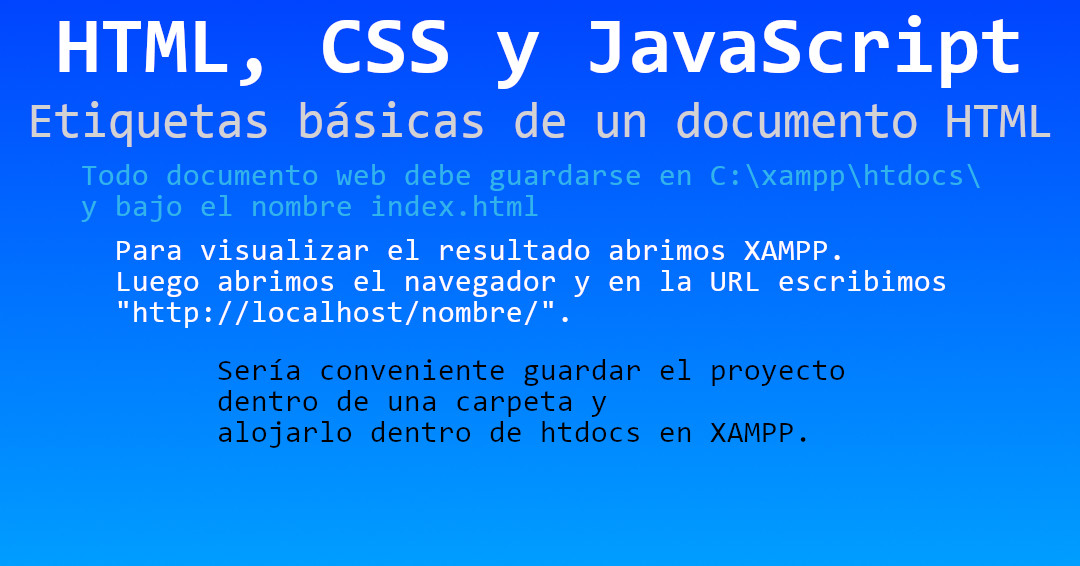 HTML, CSS y JavaScript
Etiquetas básicas de un documento HTML
Todo documento web debe guardarse en C:\xampp\htdocs\
y bajo el nombre index.html
Para visualizar el resultado abrimos XAMPP.
Luego abrimos el navegador y en la URL escribimos
"http://localhost/nombre/".
Sería conveniente guardar el proyecto
dentro de una carpeta y
alojarlo dentro de htdocs en XAMPP.